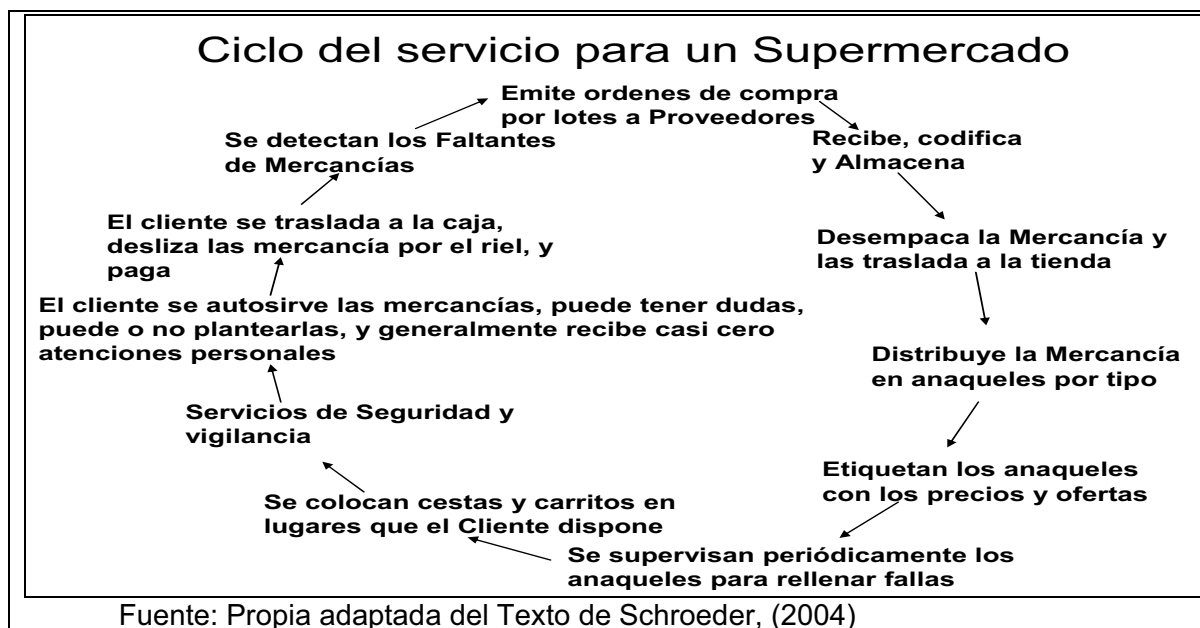 Ciclo del servicio para un Supermercado
Emite ordenes de compra
por lotes a Proveedores
Recibe, codifica
y Almacena
Desempaca la Mercancía y
las traslada a la tienda
Distribuye la Mercancía
en anaqueles por tipo
Etiquetan los anaqueles
con los precios y ofertas
Se supervisan periódicamente los
anaqueles para rellenar fallas
Se colocan cestas y carritos en
lugares que el Cliente dispone
Servicios de Seguridad y
vigilancia
El cliente se autosirve las mercancías, puede tener dudas,
puede o no plantearlas, y generalmente recibe casi cero
atenciones personales
El cliente se traslada a la caja,
desliza las mercancía por el riel, y
paga
Se detectan los Faltantes
de Mercancías
Fuente: Propia adaptada del Texto de Schroeder, (2004)